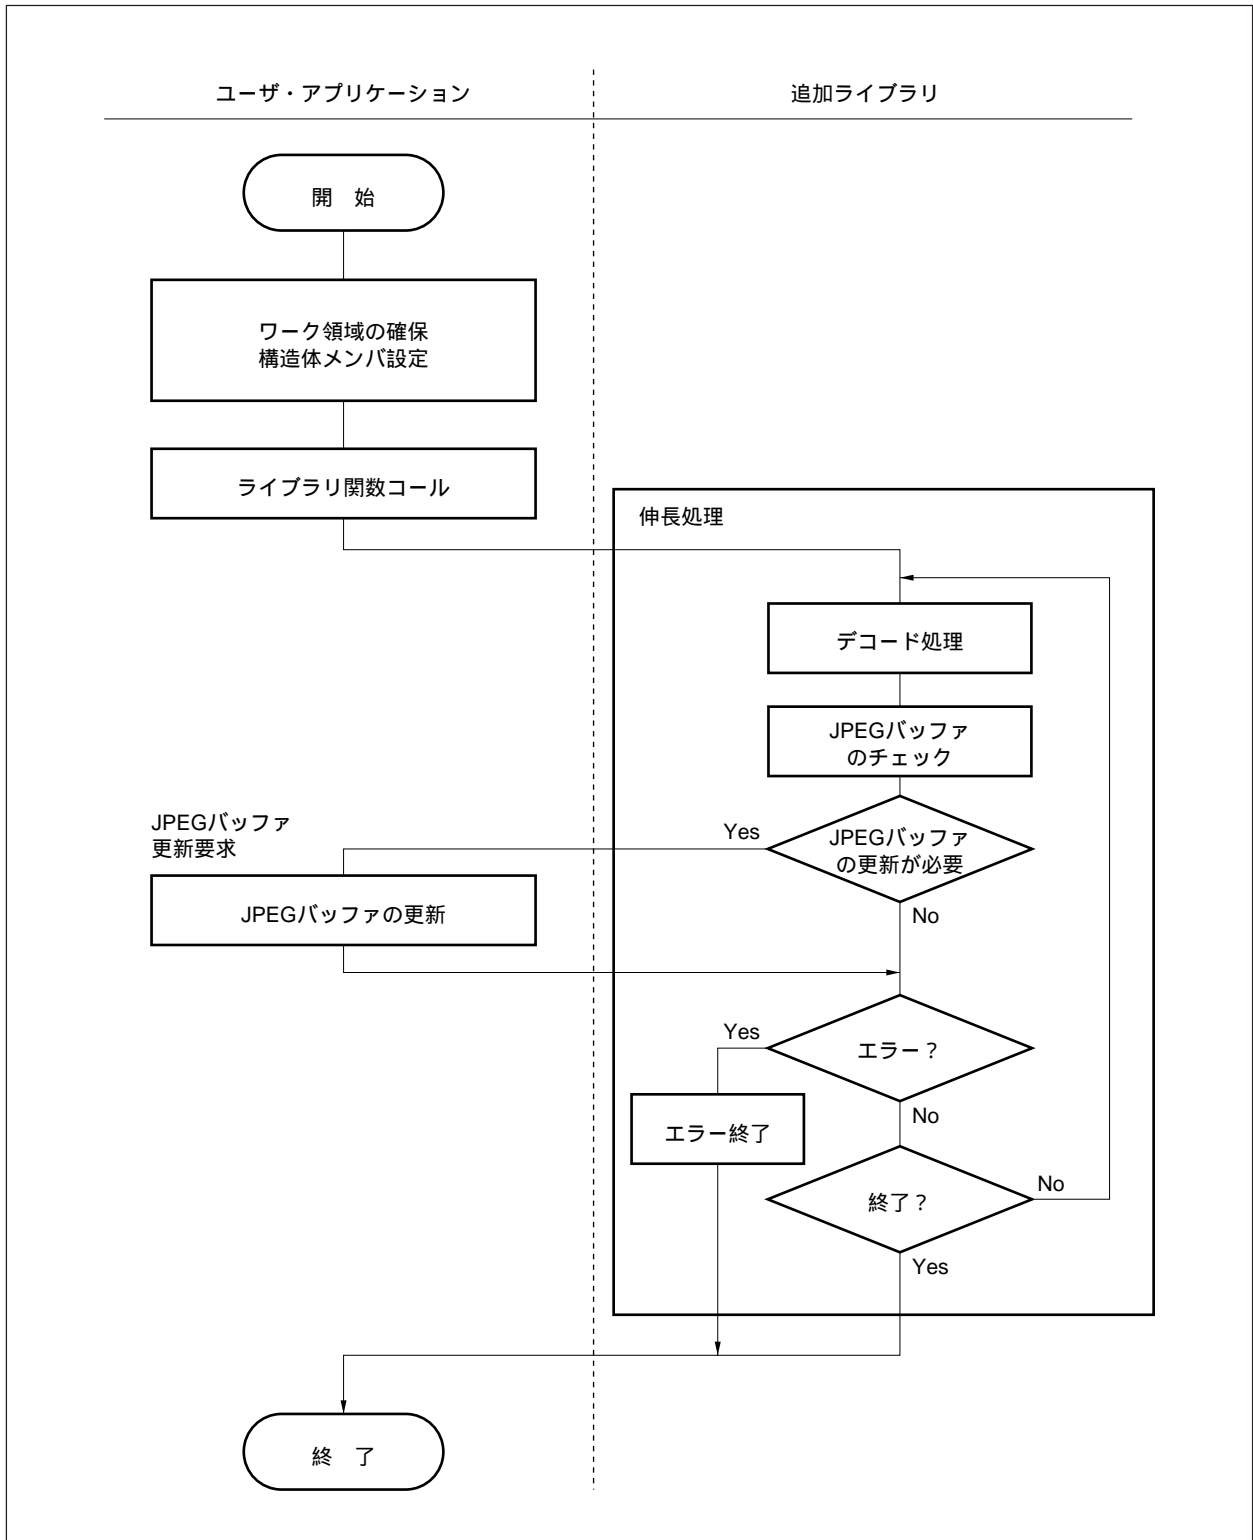 ユーザ・アプリケーション
追加ライブラリ
開　始
ワーク領域の確保
構造体メンバ設定
ライブラリ関数コール
伸長処理
デコード処理
JPEGバッファ
のチェック
JPEGバッファ
の更新が必要
Yes
No
JPEGバッファ
更新要求
JPEGバッファの更新
エラー？
Yes
No
エラー終了
終了？
No
Yes
終　了